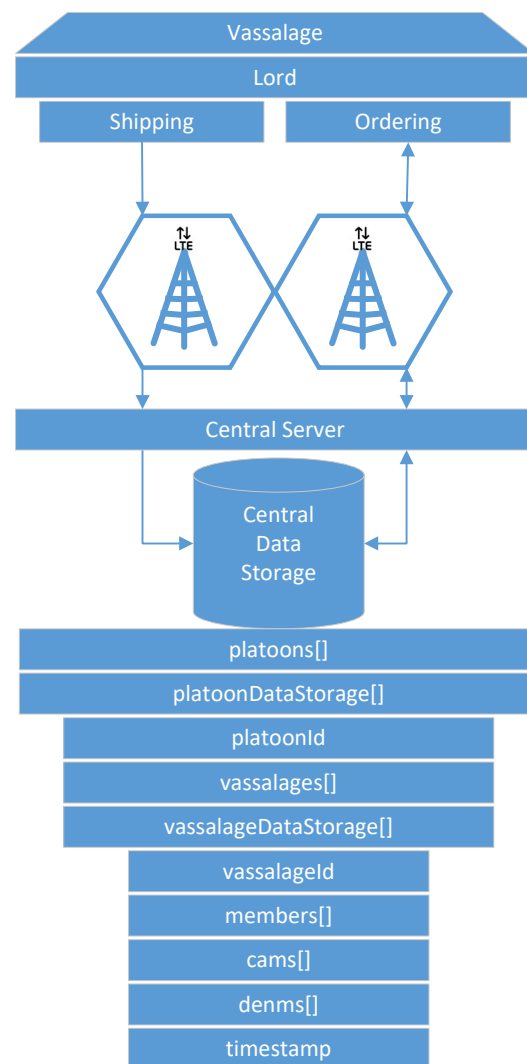 Vassalage
Lord
Shipping
Ordering
LTE
LTE
Central Server
Central
Data
Storage
platoons[]
platoonDataStorage[]
platoonId
vassalages[]
vassalageDataStorage[]
vassalageId
members[]
cams[]
denms[]
timestamp